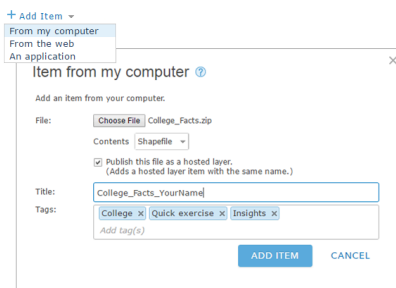 + Add Item
From my computer
From the web
An application
×
Item from my computer ?
Add an item from your computer.
File: Choose File College_Facts.zip
Contents Shapefile
Publish this file as a hosted layer.
(Adds a hosted layer item with the same name.)
Title: College_Facts_YourName
Tags: College × Quick exercise × Insights ×
Add tag(s)
ADD ITEM CANCEL